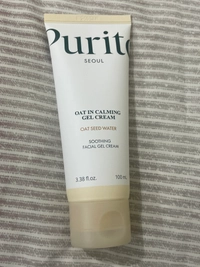 Purito
SEOUL
OAT IN CALMING
GEL CREAM
OAT SEED WATER
SOOTHING
FACIAL GEL CREAM
3.38 fl.oz. 100 mL